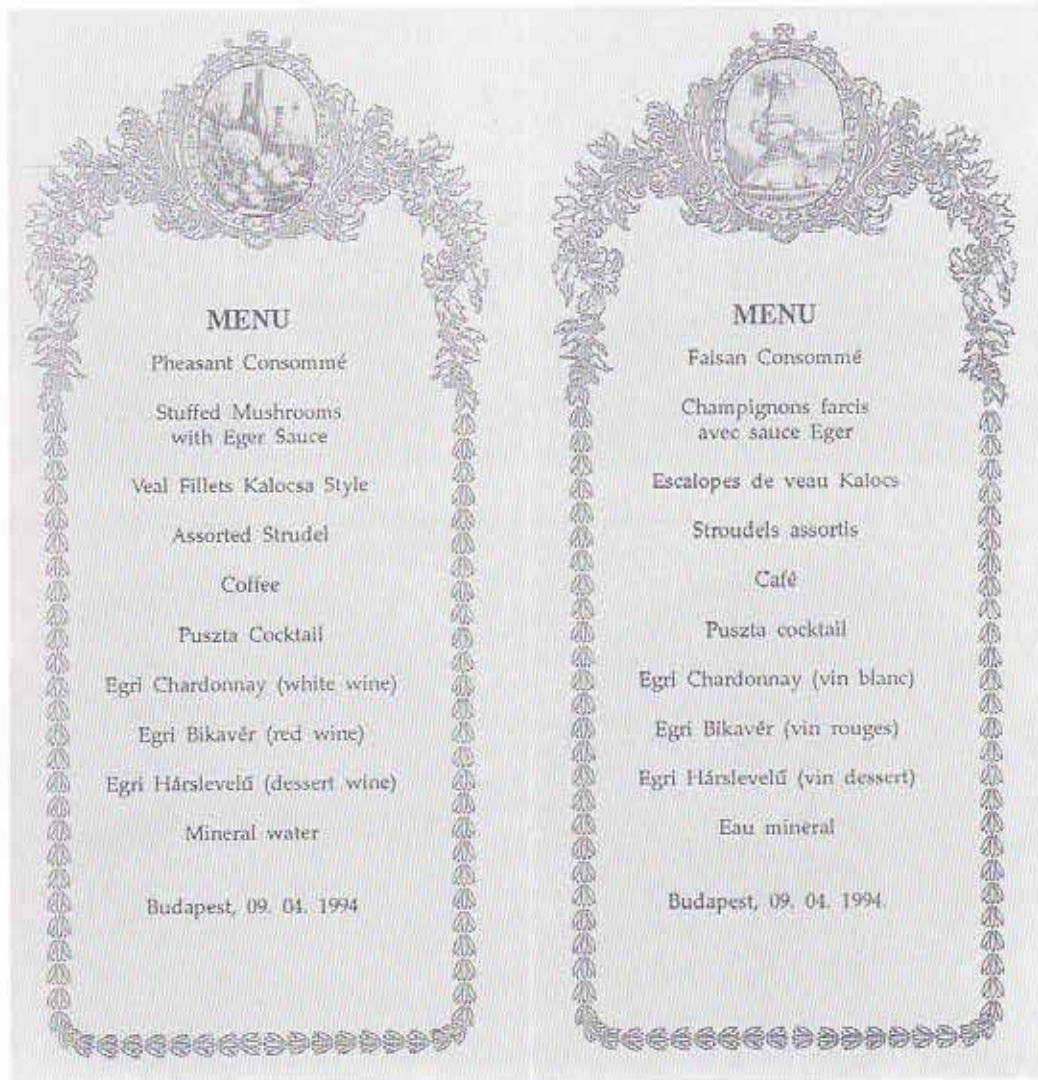 MENU
Pheasant Consommé
Stuffed Mushrooms
with Eger Sauce
Veal Fillets Kalocsa Style
Assorted Strudel
Coffee
Puszta Cocktail
Egri Chardonnay (white wine)
Egri Bikavér (red wine)
Egri Hárslevelű (dessert wine)
Mineral water
Budapest, 09. 04. 1994
MENU
Faisan Consommé
Champignons farcis
avec sauce Eger
Escalopes de veau Kalocs
Stroudels assortis
Café
Puszta cocktail
Egri Chardonnay (vin blanc)
Egri Bikavér (vin rouges)
Egri Hárslevelű (vin dessert)
Eau mineral
Budapest, 09. 04. 1994.